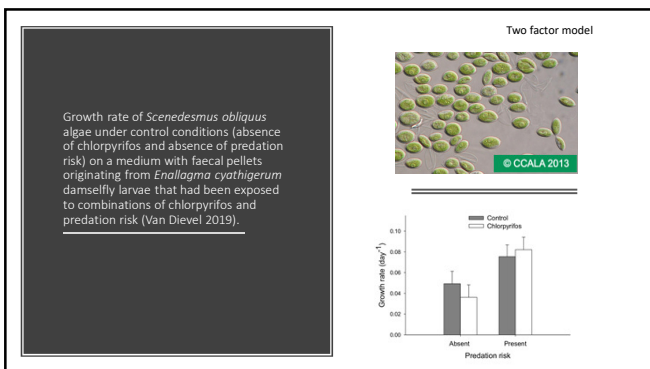 Two factor model
Growth rate of Scenedesmus obliquus
algae under control conditions (absence
of chlorpyrifos and absence of predation
risk) on a medium with faecal pellets
originating from Enallagma cyathigerum
damselfly larvae that had been exposed
to combinations of chlorpyrifos and
predation risk (Van Dievel 2019).
© CCALA 2013
Control
Chlorpyrifos
Growth rate (day⁻¹)
0.10
0.08
0.06
0.04
0.02
0.00
Absent Present
Predation risk